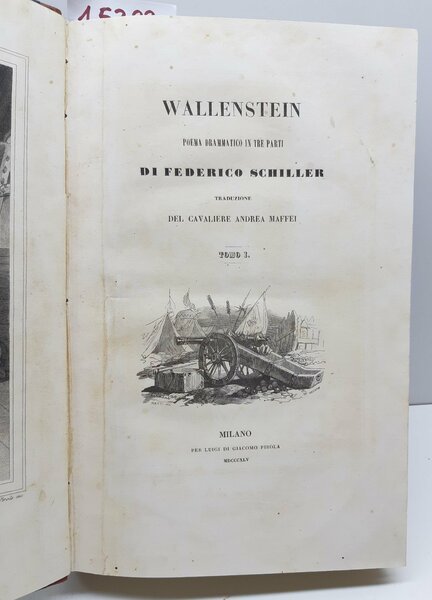 WALLENSTEIN
POEMA DRAMMATICO IN TRE PARTI
DI FEDERICO SCHILLER
TRADUZIONE
DEL CAVALIERE ANDREA MAFFEI
TOMO I.
MILANO
PER LUIGI DI GIACOMO PIROLA
MDCCCXLV